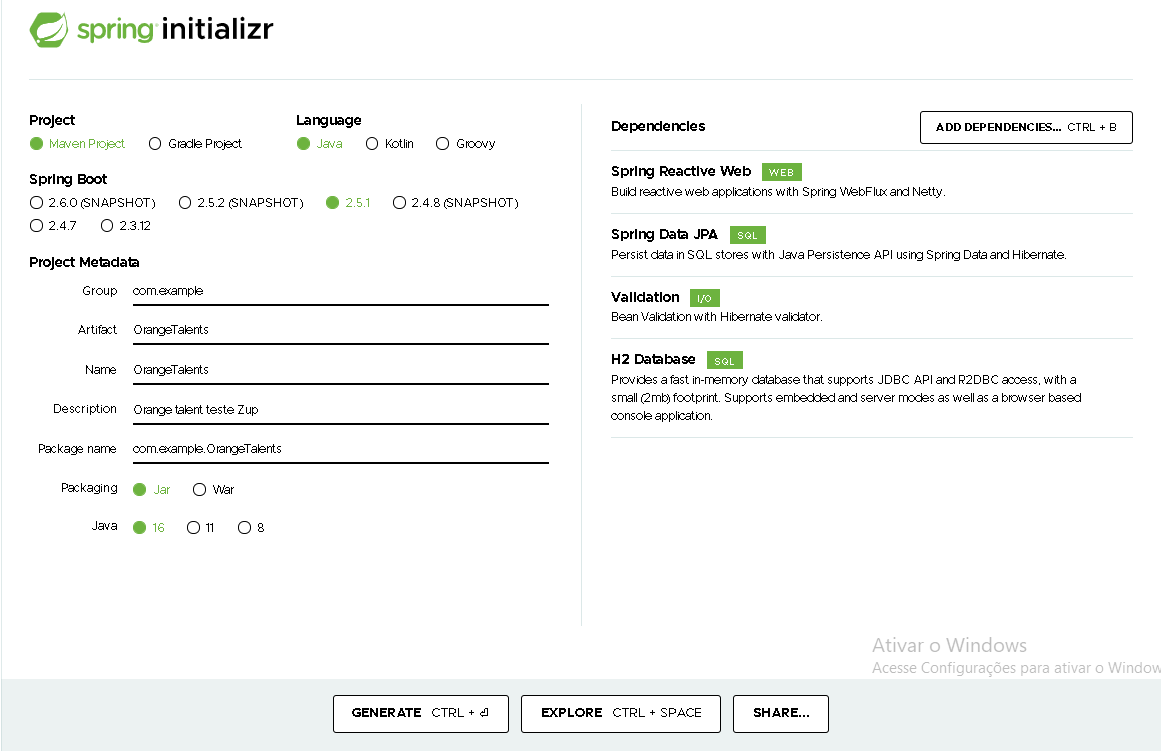 spring initializr
Project
Maven Project Gradle Project
Language
Java Kotlin Groovy
Spring Boot
2.6.0 (SNAPSHOT) 2.5.2 (SNAPSHOT) 2.5.1 2.4.8 (SNAPSHOT)
2.4.7 2.3.12
Project Metadata
Group com.example
Artifact OrangeTalents
Name OrangeTalents
Description Orange talent teste Zup
Package name com.example.OrangeTalents
Packaging Jar War
Java 16 11 8
Dependencies ADD DEPENDENCIES... CTRL + B
Spring Reactive Web WEB
Build reactive web applications with Spring WebFlux and Netty.
Spring Data JPA SQL
Persist data in SQL stores with Java Persistence API using Spring Data and Hibernate.
Validation I/O
Bean Validation with Hibernate validator.
H2 Database SQL
Provides a fast in-memory database that supports JDBC API and R2DBC access, with a
small (2mb) footprint. Supports embedded and server modes as well as a browser based
console application.
Ativar o Windows
Acesse Configurações para ativar o Window
GENERATE CTRL + ⏎ EXPLORE CTRL + SPACE SHARE...